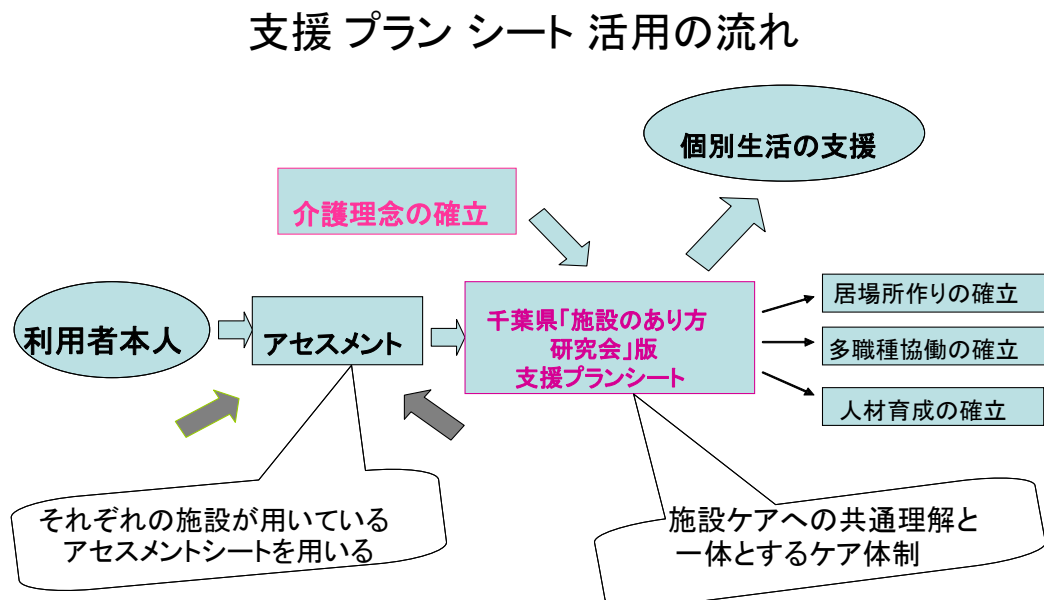 支援 プラン シート 活用の流れ
個別生活の支援
介護理念の確立
利用者本人
アセスメント
千葉県「施設のあり方
研究会」版
支援プランシート
居場所作りの確立
多職種協働の確立
人材育成の確立
それぞれの施設が用いている
アセスメントシートを用いる
施設ケアへの共通理解と
一体とするケア体制